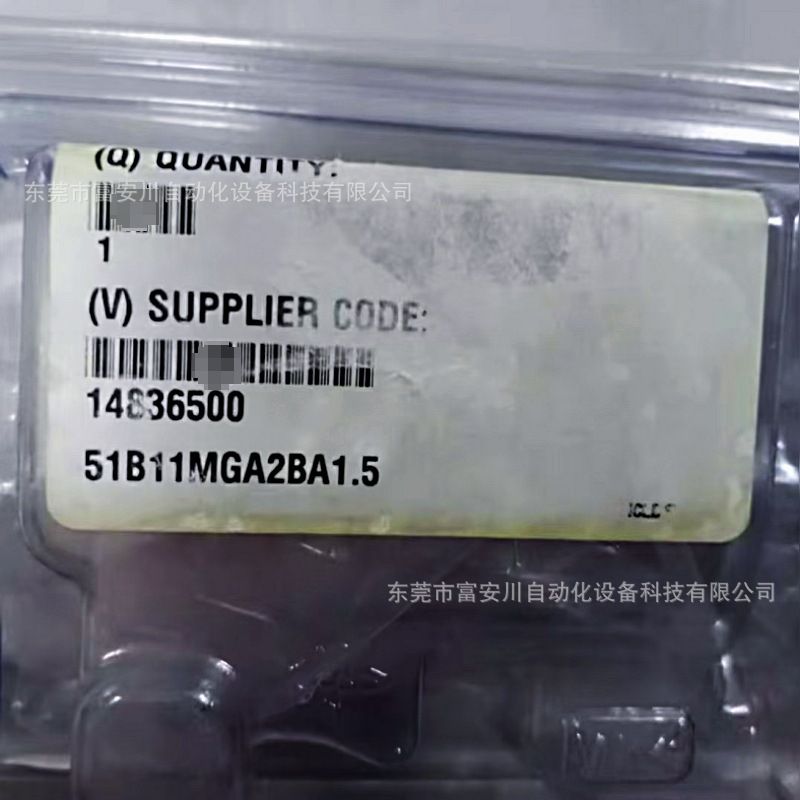 (Q) QUANTITY:
东莞市富安川自动化设备科技有限公司
1
(V) SUPPLIER CODE:
14836500
51B11MGA2BA1.5
东莞市富安川自动化设备科技有限公司